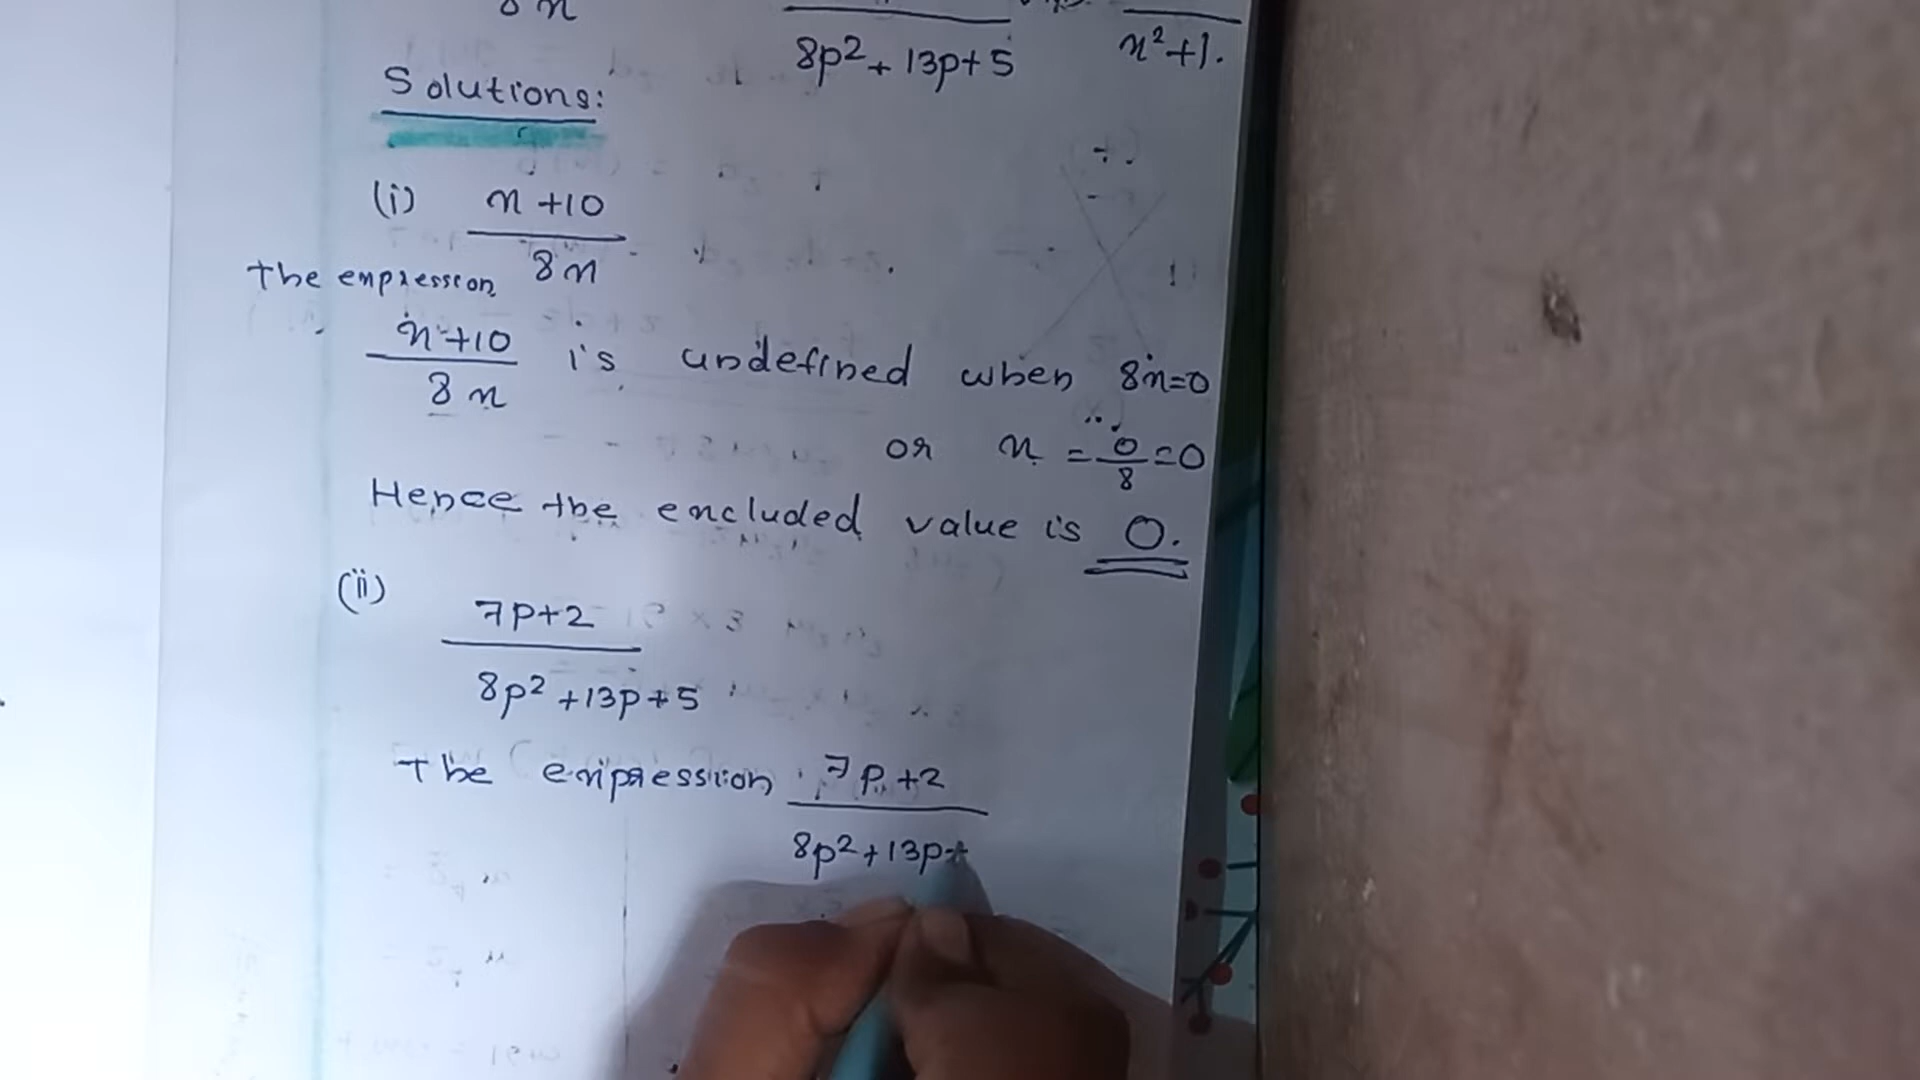 8x
8p²+13p+5
x²+1.
Solutions:
(i) x+10
8x
The expression
x+10
8x
is undefined when 8x=0
or x = 0/8 = 0
Hence the excluded value is 0.
(ii)
7p+2
8p²+13p+5
The expression 7p+2
8p²+13p+